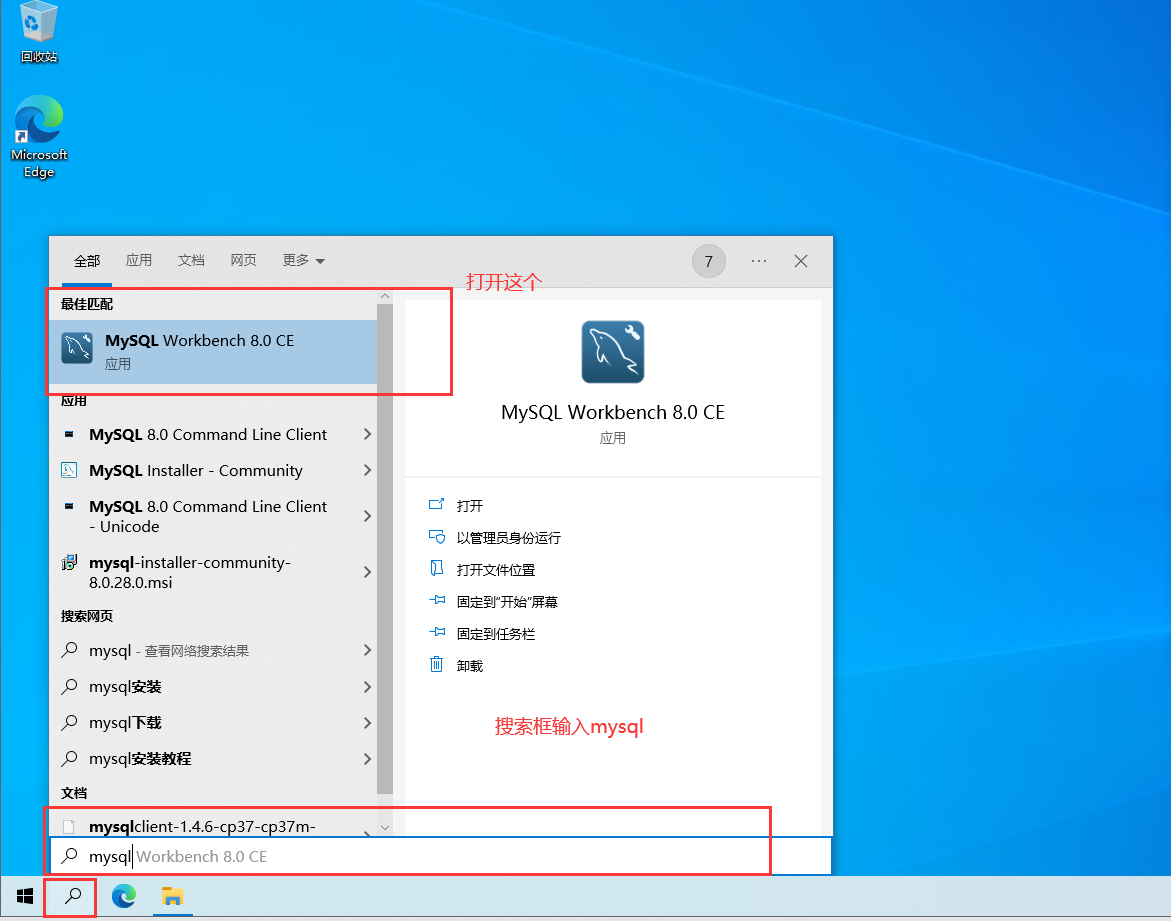 回收站
Microsoft
Edge
全部 应用 文档 网页 更多 7 ···
打开这个
最佳匹配
MySQL Workbench 8.0 CE
应用
应用
MySQL 8.0 Command Line Client
MySQL Installer - Community
MySQL 8.0 Command Line Client
- Unicode
mysql-installer-community-
8.0.28.0.msi
搜索网页
mysql - 查看网络搜索结果
mysql安装
mysql下载
mysql安装教程
文档
mysqlclient-1.4.6-cp37-cp37m-
mysql Workbench 8.0 CE
MySQL Workbench 8.0 CE
应用
打开
以管理员身份运行
打开文件位置
固定到"开始"屏幕
固定到任务栏
卸载
搜索框输入mysql